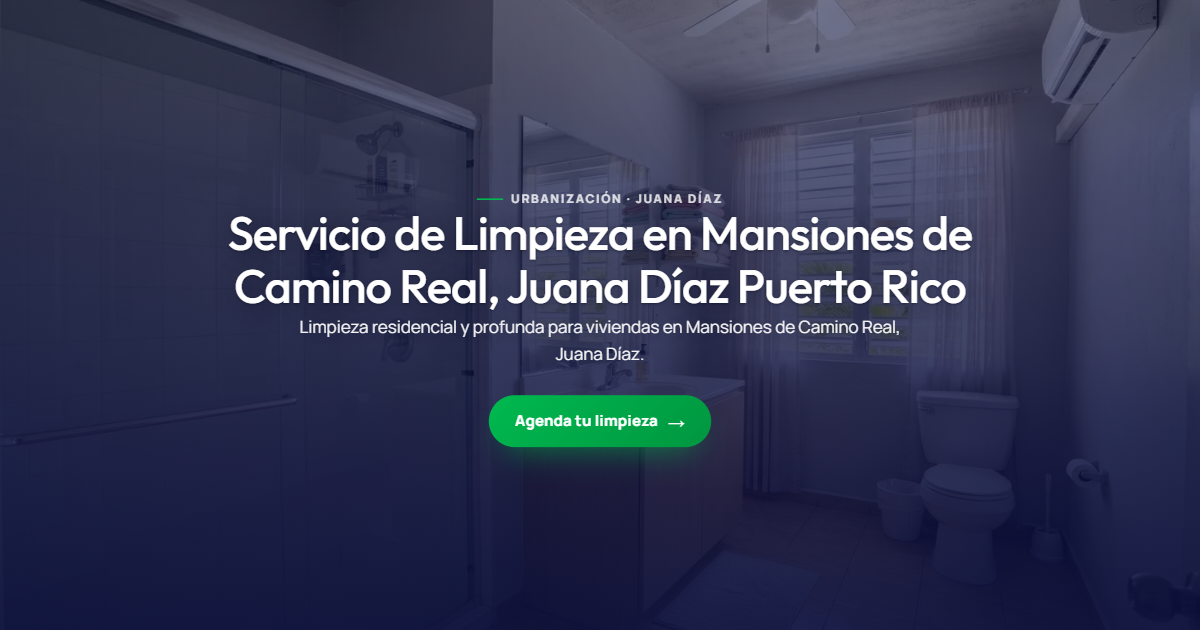 URBANIZACIÓN · JUANA DÍAZ
Servicio de Limpieza en Mansiones de
Camino Real, Juana Díaz Puerto Rico
Limpieza residencial y profunda para viviendas en Mansiones de Camino Real,
Juana Díaz.
Agenda tu limpieza →